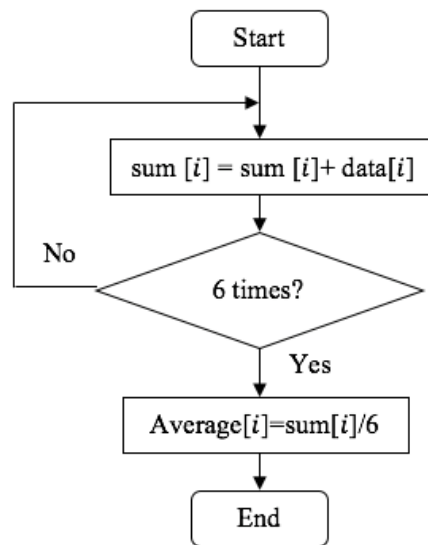 Start
sum [i] = sum [i]+ data[i]
No
6 times?
Yes
Average[i]=sum[i]/6
End